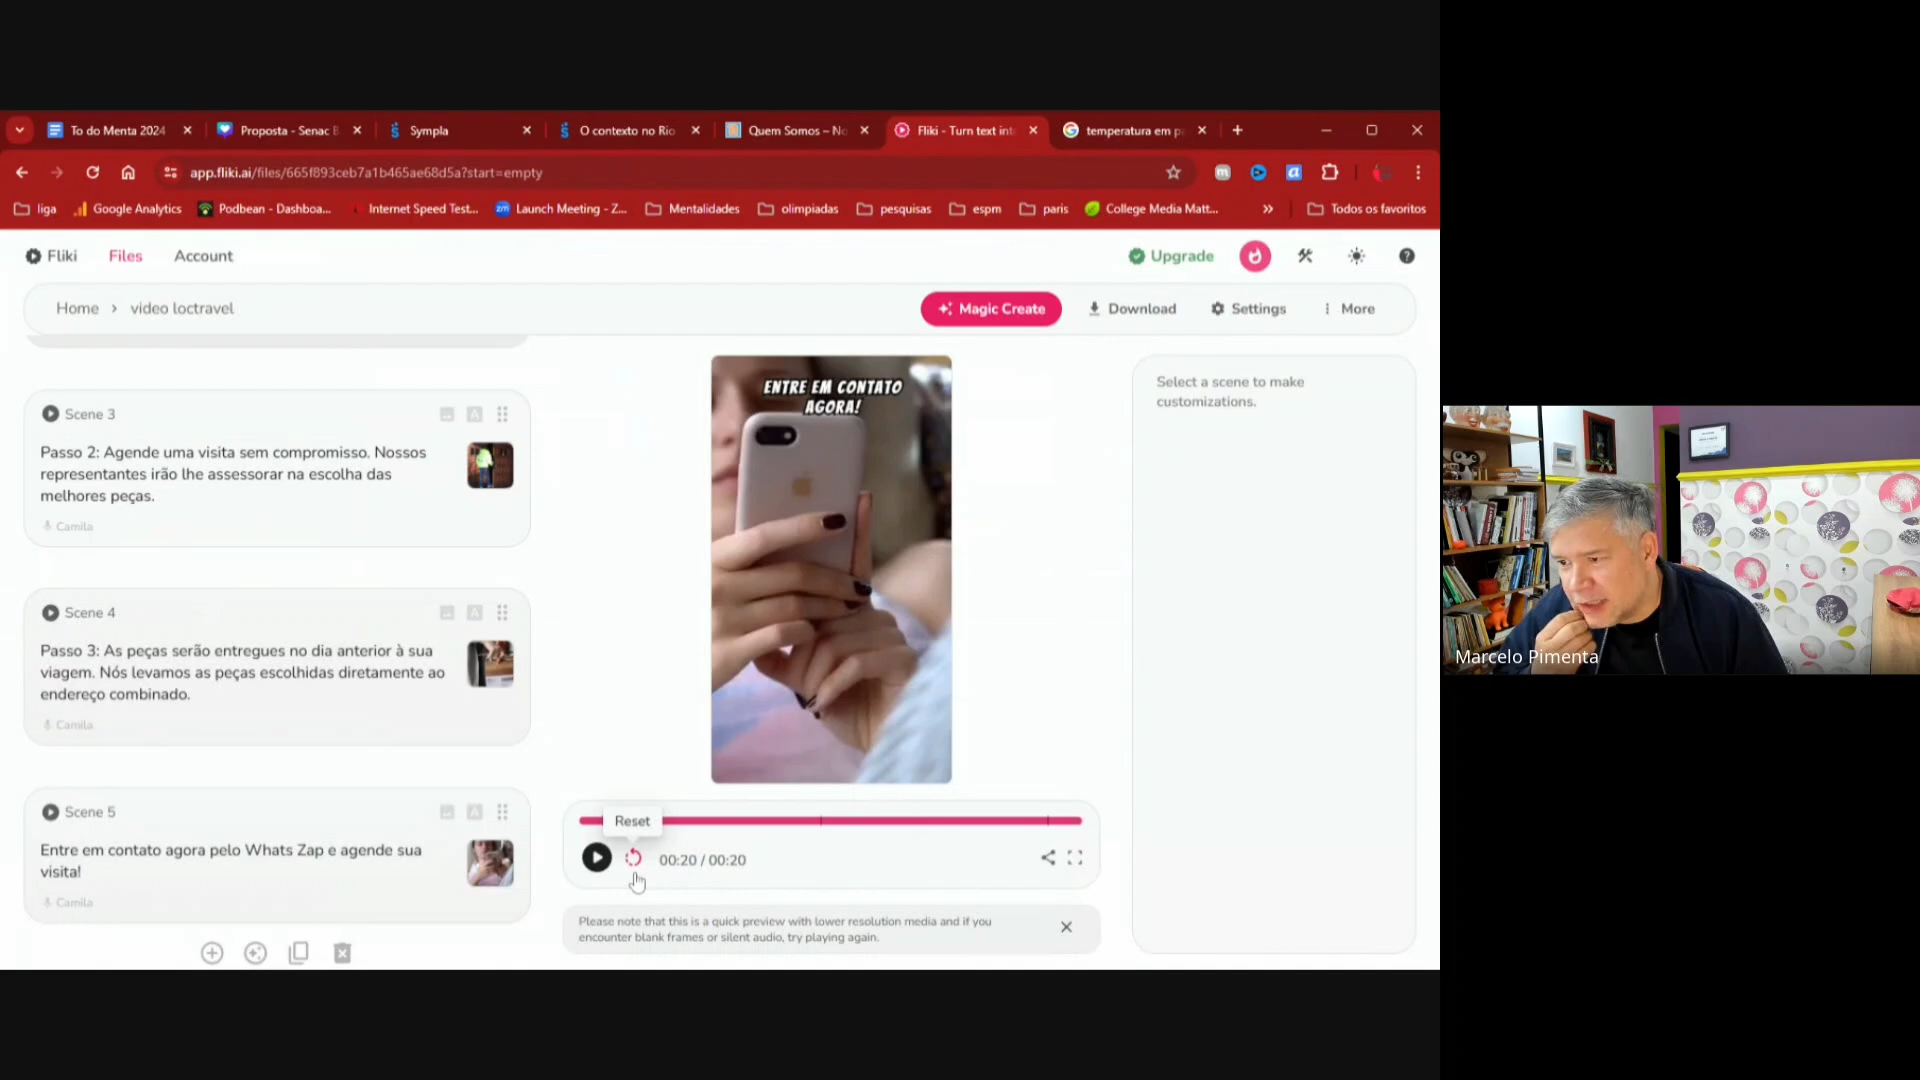 To do Menta 2024
Proposta - Senac B
Sympla
O contexto no Rio
Quem Somos – No
Fliki - Turn text int
temperatura em p
app.fliki.ai/files/665f893ceb7a1b465ae68d5a?start=empty
liga
Google Analytics
Podbean - Dashboa...
Internet Speed Test...
Launch Meeting - Z...
Mentalidades
olimpiadas
pesquisas
espm
paris
College Media Matt...
Todos os favoritos
Fliki
Files
Account
Upgrade
Home > video loctravel
Magic Create
Download
Settings
More
Scene 3
Passo 2: Agende uma visita sem compromisso. Nossos
representantes irão lhe assessorar na escolha das
melhores peças.
Camila
Scene 4
Passo 3: As peças serão entregues no dia anterior à sua
viagem. Nós levamos as peças escolhidas diretamente ao
endereço combinado.
Camila
Scene 5
Entre em contato agora pelo Whats Zap e agende sua
visita!
Camila
ENTRE EM CONTATO
AGORA!
Reset
00:20 / 00:20
Please note that this is a quick preview with lower resolution media and if you
encounter blank frames or silent audio, try playing again.
Select a scene to make
customizations.
Marcelo Pimenta